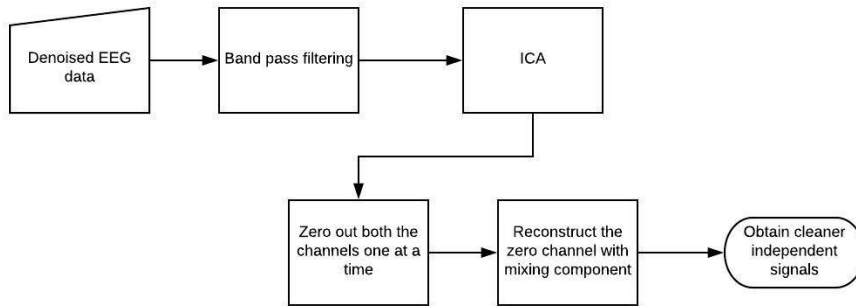 Denoised EEG
data
Band pass filtering
ICA
Zero out both the
channels one at a
time
Reconstruct the
zero channel with
mixing component
Obtain cleaner
independent
signals